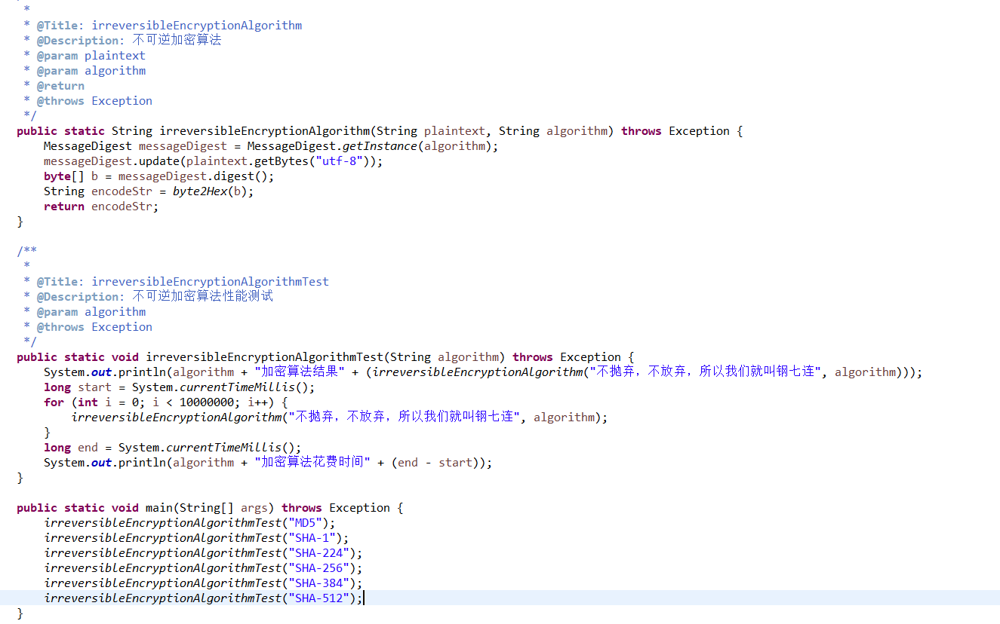 *
* @Title: irreversibleEncryptionAlgorithm
* @Description: 不可逆加密算法
* @param plaintext
* @param algorithm
* @return
* @throws Exception
*/
public static String irreversibleEncryptionAlgorithm(String plaintext, String algorithm) throws Exception {
MessageDigest messageDigest = MessageDigest.getInstance(algorithm);
messageDigest.update(plaintext.getBytes("utf-8"));
byte[] b = messageDigest.digest();
String encodeStr = byte2Hex(b);
return encodeStr;
}
/**
*
* @Title: irreversibleEncryptionAlgorithmTest
* @Description: 不可逆加密算法性能测试
* @param algorithm
* @throws Exception
*/
public static void irreversibleEncryptionAlgorithmTest(String algorithm) throws Exception {
System.out.println(algorithm + "加密算法结果" + (irreversibleEncryptionAlgorithm("不抛弃，不放弃，所以我们就叫钢七连", algorithm)));
long start = System.currentTimeMillis();
for (int i = 0; i < 10000000; i++) {
irreversibleEncryptionAlgorithm("不抛弃，不放弃，所以我们就叫钢七连", algorithm);
}
long end = System.currentTimeMillis();
System.out.println(algorithm + "加密算法花费时间" + (end - start));
}
public static void main(String[] args) throws Exception {
irreversibleEncryptionAlgorithmTest("MD5");
irreversibleEncryptionAlgorithmTest("SHA-1");
irreversibleEncryptionAlgorithmTest("SHA-224");
irreversibleEncryptionAlgorithmTest("SHA-256");
irreversibleEncryptionAlgorithmTest("SHA-384");
irreversibleEncryptionAlgorithmTest("SHA-512");
}